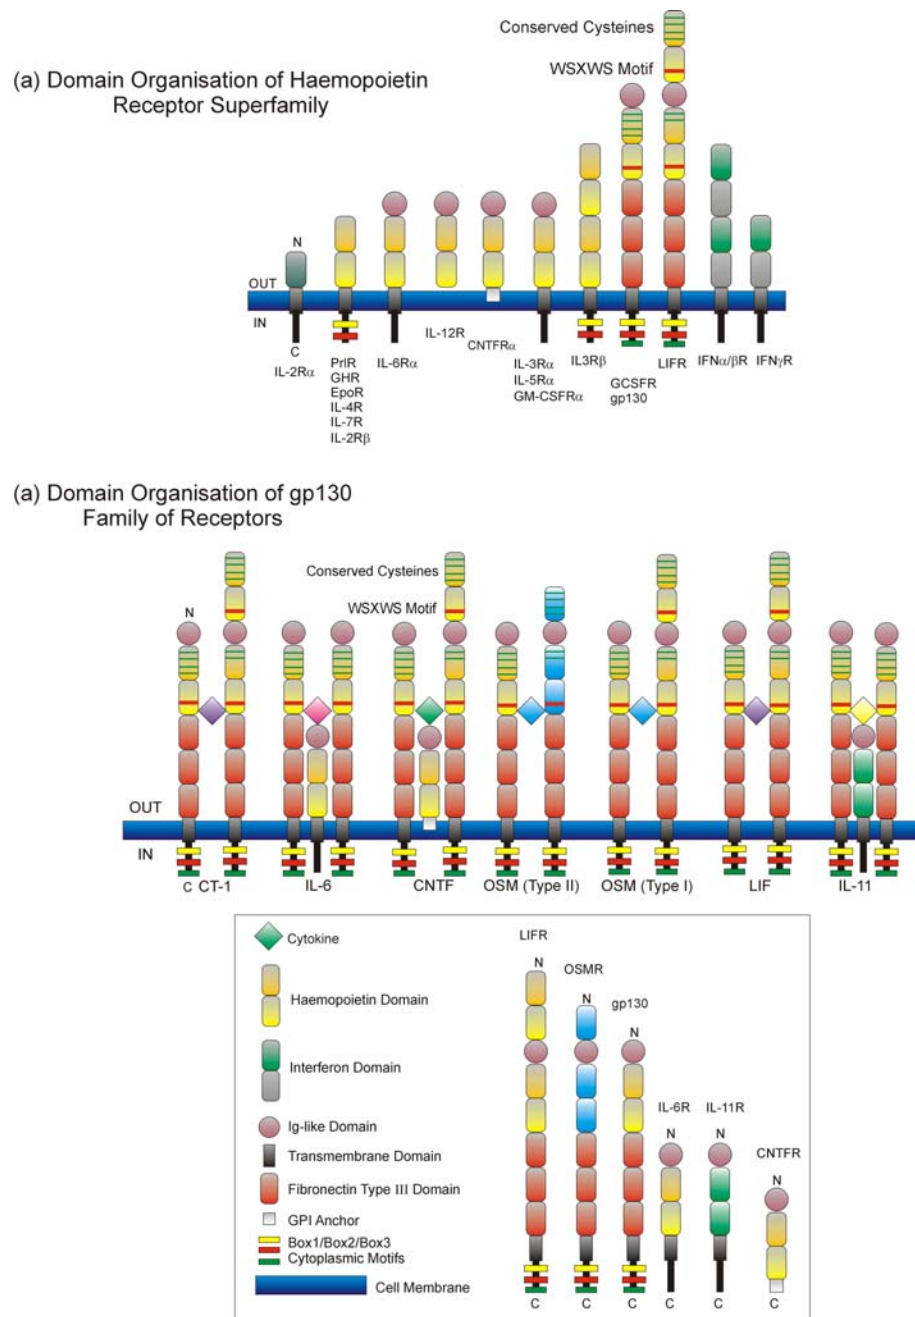 (a) Domain Organisation of Haemopoietin
Receptor Superfamily
Conserved Cysteines
WSXWS Motif
N
OUT
IN
C
IL-2Rα
PrlR
GHR
EpoR
IL-4R
IL-7R
IL-2Rβ
IL-6Rα
IL-12R
CNTFRα
IL-3Rα
IL-5Rα
GM-CSFRα
IL3Rβ
GCSFR
gp130
LIFR
IFNα/βR
IFNγR
(a) Domain Organisation of gp130
Family of Receptors
Conserved Cysteines
WSXWS Motif
N
OUT
IN
C CT-1
IL-6
CNTF
OSM (Type II)
OSM (Type I)
LIF
IL-11
Cytokine
Haemopoietin Domain
Interferon Domain
Ig-like Domain
Transmembrane Domain
Fibronectin Type III Domain
GPI Anchor
Box1/Box2/Box3
Cytoplasmic Motifs
Cell Membrane
LIFR
N
OSMR
N
gp130
N
IL-6R
N
IL-11R
N
CNTFR
N
C
C
C
C
C
C